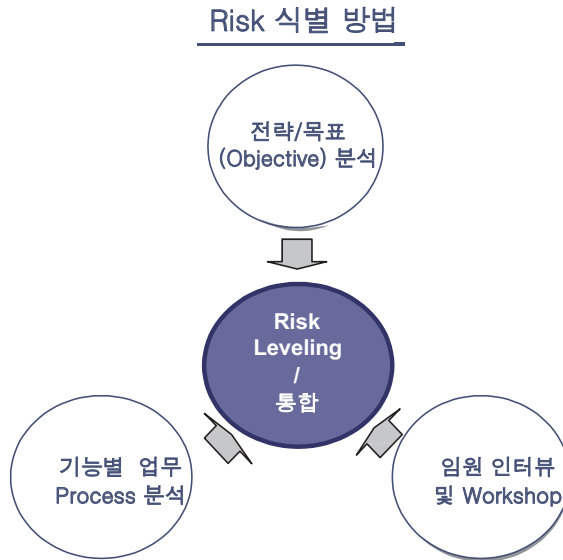 Risk 식별 방법
전략/목표
(Objective) 분석
Risk
Leveling
/
통합
기능별 업무
Process 분석
임원 인터뷰
및 Workshop